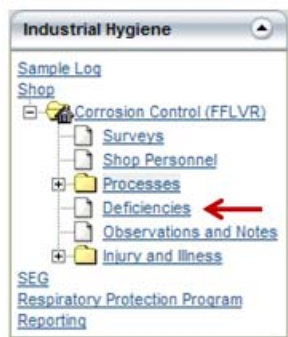 Industrial Hygiene
Sample Log
Shop
Corrosion Control (FFLVR)
Surveys
Shop Personnel
Processes
Deficiencies
Observations and Notes
Injury and Illness
SEG
Respiratory Protection Program
Reporting